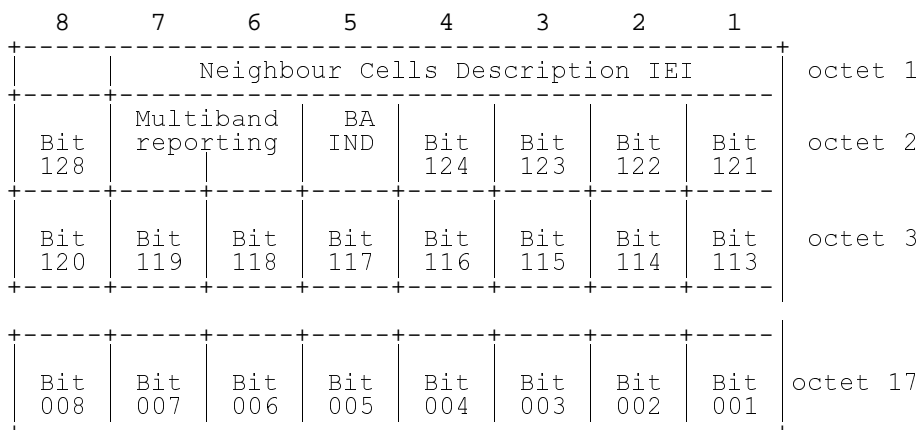 8 7 6 5 4 3 2 1
Neighbour Cells Description IEI octet 1
Multiband BA
Bit reporting IND Bit Bit Bit Bit octet 2
128 124 123 122 121
Bit Bit Bit Bit Bit Bit Bit Bit octet 3
120 119 118 117 116 115 114 113
Bit Bit Bit Bit Bit Bit Bit Bit octet 17
008 007 006 005 004 003 002 001